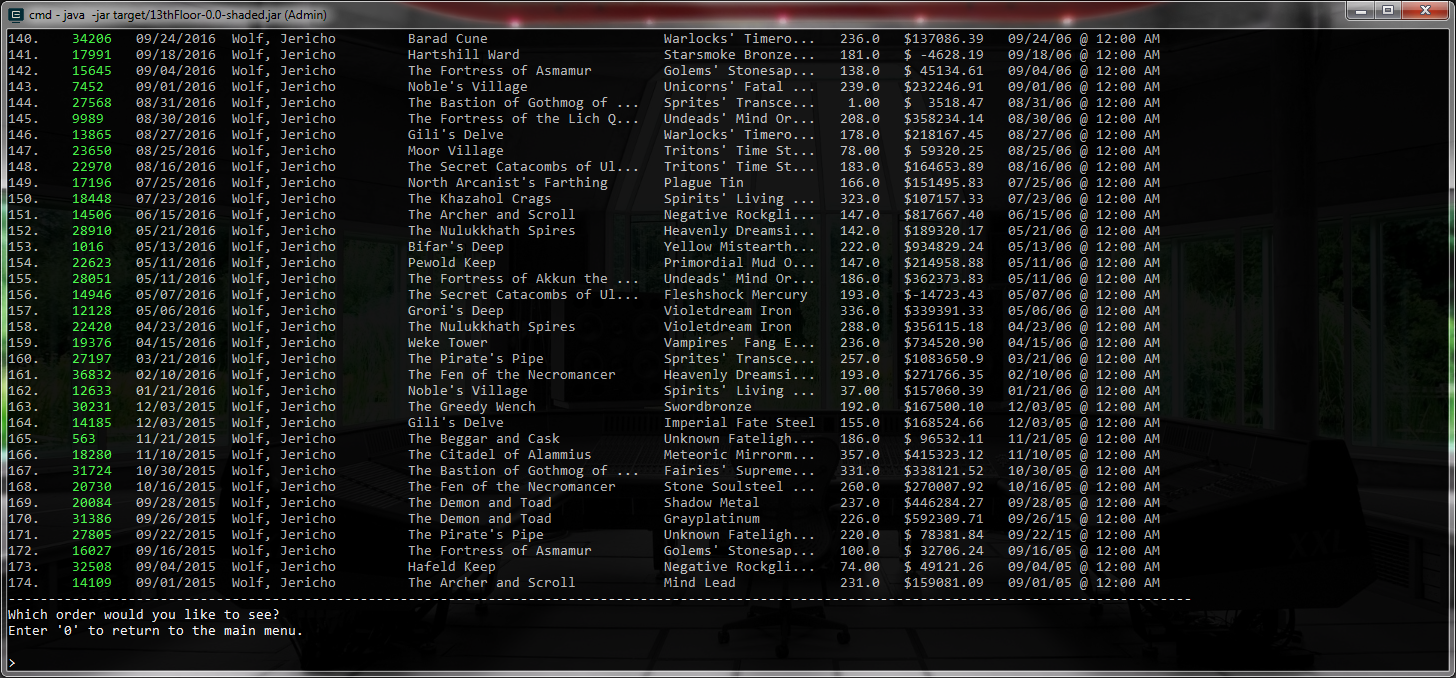 cmd - java  -jar target/13thFloor-0.0-shaded.jar (Admin)
140.    34206   09/24/2016  Wolf, Jericho         Barad Cune                      Warlocks' Timero...   236.0   $137086.39   09/24/06 @ 12:00 AM
141.    17991   09/18/2016  Wolf, Jericho         Hartshill Ward                  Starsmoke Bronze...   181.0   $ -4628.19   09/18/06 @ 12:00 AM
142.    15645   09/04/2016  Wolf, Jericho         The Fortress of Asmamur         Golems' Stonesap...   138.0   $ 45134.61   09/04/06 @ 12:00 AM
143.    7452    09/01/2016  Wolf, Jericho         Noble's Village                 Unicorns' Fatal ...   239.0   $232246.91   09/01/06 @ 12:00 AM
144.    27568   08/31/2016  Wolf, Jericho         The Bastion of Gothmog of ...   Sprites' Transce...    1.00   $  3518.47   08/31/06 @ 12:00 AM
145.    9989    08/30/2016  Wolf, Jericho         The Fortress of the Lich Q...   Undeads' Mind Or...   208.0   $358234.14   08/30/06 @ 12:00 AM
146.    13865   08/27/2016  Wolf, Jericho         Gili's Delve                    Warlocks' Timero...   178.0   $218167.45   08/27/06 @ 12:00 AM
147.    23650   08/25/2016  Wolf, Jericho         Moor Village                    Tritons' Time St...   78.00   $ 59320.25   08/25/06 @ 12:00 AM
148.    22970   08/16/2016  Wolf, Jericho         The Secret Catacombs of Ul...   Tritons' Time St...   183.0   $164653.89   08/16/06 @ 12:00 AM
149.    17196   07/25/2016  Wolf, Jericho         North Arcanist's Farthing       Plague Tin            166.0   $151495.83   07/25/06 @ 12:00 AM
150.    18448   07/23/2016  Wolf, Jericho         The Khazahol Crags              Spirits' Living ...   323.0   $107157.33   07/23/06 @ 12:00 AM
151.    14506   06/15/2016  Wolf, Jericho         The Archer and Scroll           Negative Rockgli...   147.0   $817667.40   06/15/06 @ 12:00 AM
152.    28910   05/21/2016  Wolf, Jericho         The Nulukkhath Spires           Heavenly Dreamsi...   142.0   $189320.17   05/21/06 @ 12:00 AM
153.    1016    05/13/2016  Wolf, Jericho         Bifar's Deep                    Yellow Mistearth...   222.0   $934829.24   05/13/06 @ 12:00 AM
154.    22623   05/11/2016  Wolf, Jericho         Pewold Keep                     Primordial Mud O...   147.0   $214958.88   05/11/06 @ 12:00 AM
155.    28051   05/11/2016  Wolf, Jericho         The Fortress of Akkun the ...   Undeads' Mind Or...   186.0   $362373.83   05/11/06 @ 12:00 AM
156.    14946   05/07/2016  Wolf, Jericho         The Secret Catacombs of Ul...   Fleshshock Mercury    193.0   $-14723.43   05/07/06 @ 12:00 AM
157.    12128   05/06/2016  Wolf, Jericho         Grori's Deep                    Violetdream Iron      336.0   $339391.33   05/06/06 @ 12:00 AM
158.    22420   04/23/2016  Wolf, Jericho         The Nulukkhath Spires           Violetdream Iron      288.0   $356115.18   04/23/06 @ 12:00 AM
159.    19376   04/15/2016  Wolf, Jericho         Weke Tower                      Vampires' Fang E...   236.0   $734520.90   04/15/06 @ 12:00 AM
160.    27197   03/21/2016  Wolf, Jericho         The Pirate's Pipe               Sprites' Transce...   257.0   $1083650.9   03/21/06 @ 12:00 AM
161.    36832   02/10/2016  Wolf, Jericho         The Fen of the Necromancer      Heavenly Dreamsi...   193.0   $271766.35   02/10/06 @ 12:00 AM
162.    12633   01/21/2016  Wolf, Jericho         Noble's Village                 Spirits' Living ...   37.00   $157060.39   01/21/06 @ 12:00 AM
163.    30231   12/03/2015  Wolf, Jericho         The Greedy Wench                Swordbronze           192.0   $167500.10   12/03/05 @ 12:00 AM
164.    14185   12/03/2015  Wolf, Jericho         Gili's Delve                    Imperial Fate Steel   155.0   $168524.66   12/03/05 @ 12:00 AM
165.    563     11/21/2015  Wolf, Jericho         The Beggar and Cask             Unknown Fateligh...   186.0   $ 96532.11   11/21/05 @ 12:00 AM
166.    18280   11/10/2015  Wolf, Jericho         The Citadel of Alammius         Meteoric Mirrorm...   357.0   $415323.12   11/10/05 @ 12:00 AM
167.    31724   10/30/2015  Wolf, Jericho         The Bastion of Gothmog of ...   Fairies' Supreme...   331.0   $338121.52   10/30/05 @ 12:00 AM
168.    20730   10/16/2015  Wolf, Jericho         The Fen of the Necromancer      Stone Soulsteel ...   260.0   $270007.92   10/16/05 @ 12:00 AM
169.    20084   09/28/2015  Wolf, Jericho         The Demon and Toad              Shadow Metal          237.0   $446284.27   09/28/05 @ 12:00 AM
170.    31386   09/26/2015  Wolf, Jericho         The Demon and Toad              Grayplatinum          226.0   $592309.71   09/26/15 @ 12:00 AM
171.    27805   09/22/2015  Wolf, Jericho         The Pirate's Pipe               Unknown Fateligh...   220.0   $ 78381.84   09/22/15 @ 12:00 AM
172.    16027   09/16/2015  Wolf, Jericho         The Fortress of Asmamur         Golems' Stonesap...   100.0   $ 32706.24   09/16/05 @ 12:00 AM
173.    32508   09/04/2015  Wolf, Jericho         Hafeld Keep                     Negative Rockgli...   74.00   $ 49121.26   09/04/05 @ 12:00 AM
174.    14109   09/01/2015  Wolf, Jericho         The Archer and Scroll           Mind Lead             231.0   $159081.09   09/01/05 @ 12:00 AM
----------------------------------------------------------------------------------------------------------------------------------------------------
Which order would you like to see?
Enter '0' to return to the main menu.
>